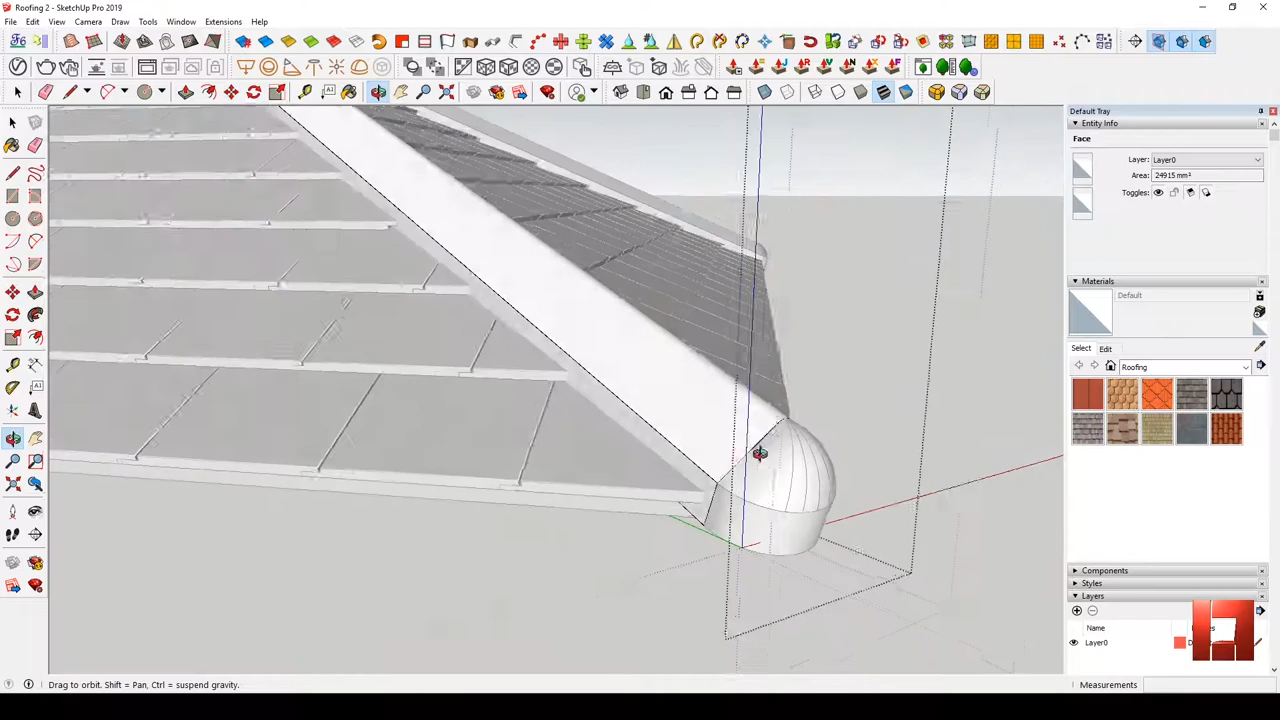 Roofing 2 - SketchUp Pro 2019
File Edit View Camera Draw Tools Window Extensions Help
Default Tray
Entity Info
Face
Layer: Layer0
Area: 24915 mm²
Toggles:
Materials
Default
Select Edit
Roofing
Components
Styles
Layers
Name
Layer0
Drag to orbit. Shift = Pan, Ctrl = suspend gravity.
Measurements